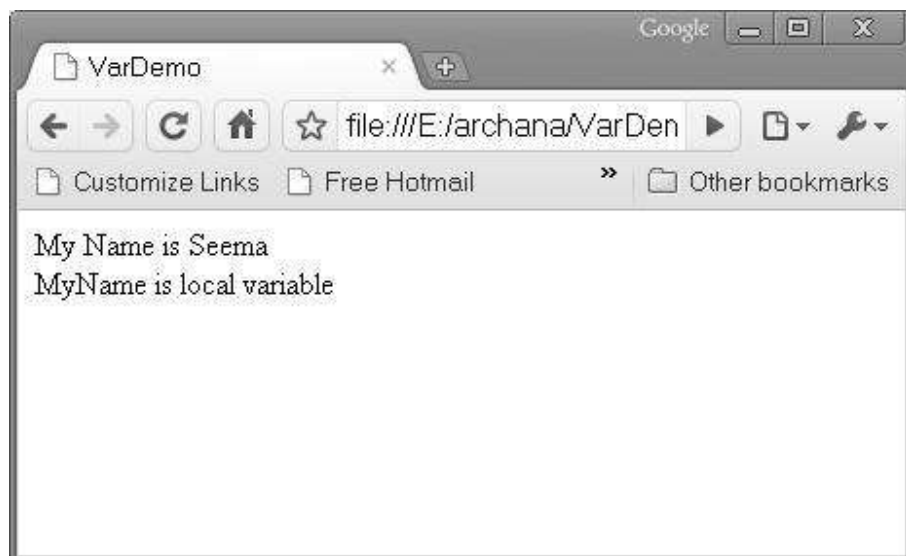 Google
VarDemo
file:///E:/archana/VarDen
Customize Links Free Hotmail » Other bookmarks
My Name is Seema
MyName is local variable